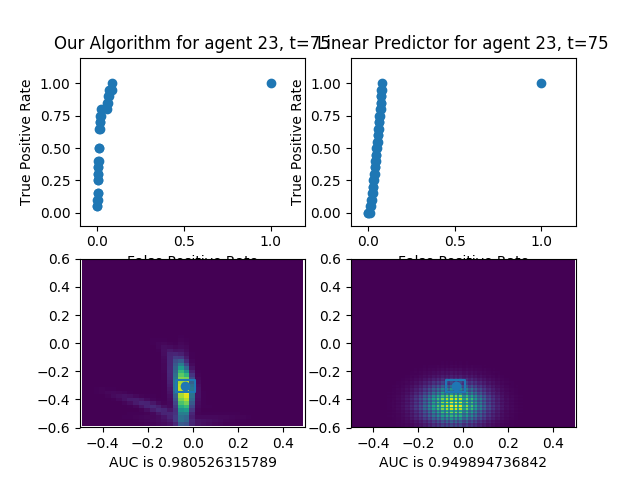 Our Algorithm for agent 23, t=75
Linear Predictor for agent 23, t=75
True Positive Rate
1.00
0.75
0.50
0.25
0.00
0.0 0.5 1.0
False Positive Rate
True Positive Rate
1.00
0.75
0.50
0.25
0.00
0.0 0.5 1.0
False Positive Rate
0.6
0.4
0.2
0.0
−0.2
−0.4
−0.6
−0.4 −0.2 0.0 0.2 0.4
AUC is 0.980526315789
0.6
0.4
0.2
0.0
−0.2
−0.4
−0.6
−0.4 −0.2 0.0 0.2 0.4
AUC is 0.949894736842